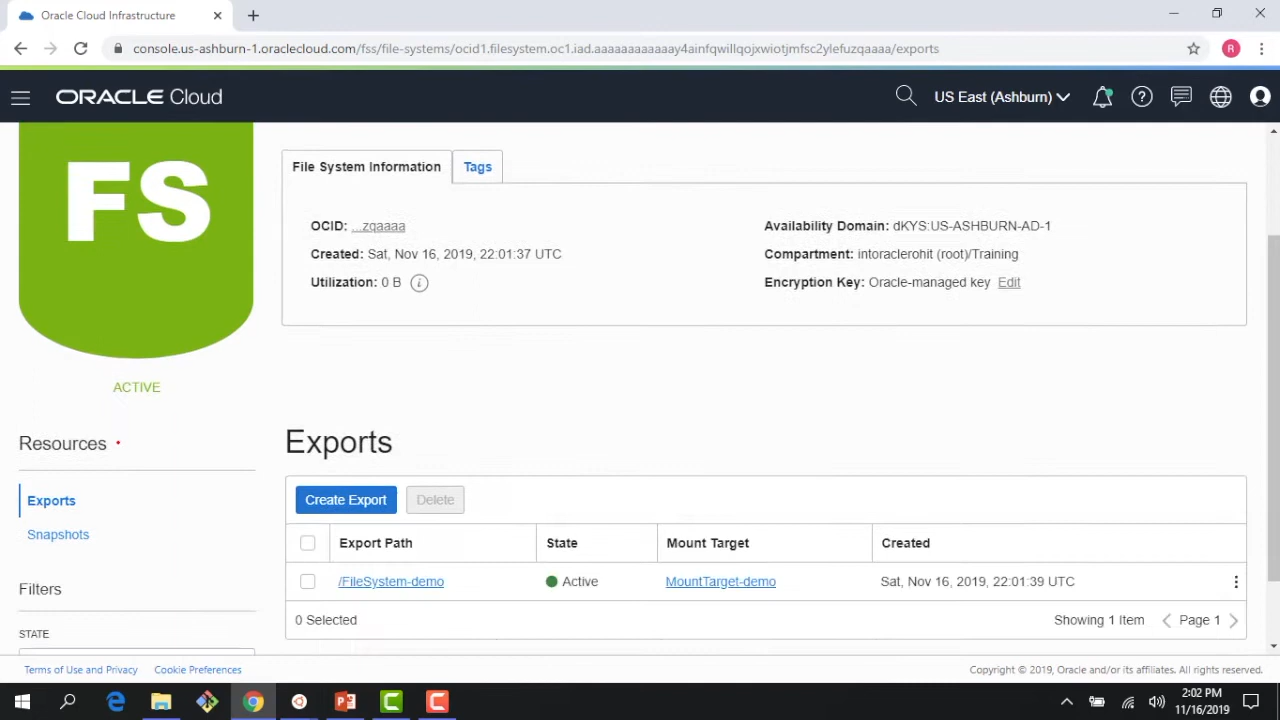 Oracle Cloud Infrastructure
console.us-ashburn-1.oraclecloud.com/fss/file-systems/ocid1.filesystem.oc1.iad.aaaaaaaaaaay4ainfqwillqojxwiotjmfsc2ylefuzqaaaa/exports
R
ORACLE Cloud
US East (Ashburn)
FS
ACTIVE
File System Information
Tags
OCID: ...zqaaaa
Created: Sat, Nov 16, 2019, 22:01:37 UTC
Utilization: 0 B
Availability Domain: dKYS:US-ASHBURN-AD-1
Compartment: intoraclerohit (root)/Training
Encryption Key: Oracle-managed key Edit
Resources
Exports
Snapshots
Filters
STATE
Exports
Create Export Delete
Export Path State Mount Target Created
/FileSystem-demo Active MountTarget-demo Sat, Nov 16, 2019, 22:01:39 UTC
0 Selected Showing 1 Item Page 1
Terms of Use and Privacy Cookie Preferences Copyright © 2019, Oracle and/or its affiliates. All rights reserved.
2:02 PM
11/16/2019